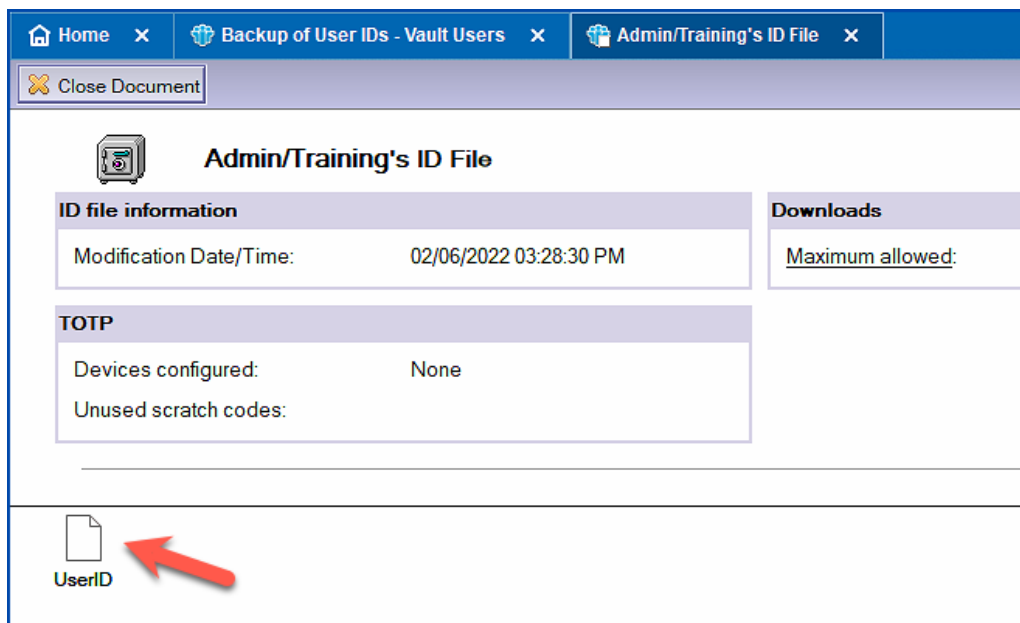 Home
Backup of User IDs - Vault Users
Admin/Training's ID File
Close Document
Admin/Training's ID File
ID file information
Modification Date/Time: 02/06/2022 03:28:30 PM
Downloads
Maximum allowed:
TOTP
Devices configured: None
Unused scratch codes:
UserID